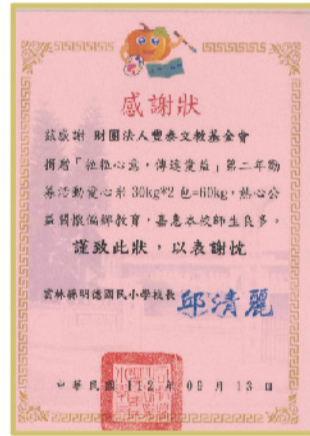 感謝狀
茲感謝 財團法人豐泰文教基金會
捐贈「粒粒心意,傳遞愛益」第二年勸
募活動愛心米 30kg*2 包=60kg,熱心公
益關懷偏鄉教育,嘉惠本校師生良多。
謹致此狀,以表謝忱
雲林縣明德國民小學校長 邱清麗
中華民國 112 年 09 月 13 日